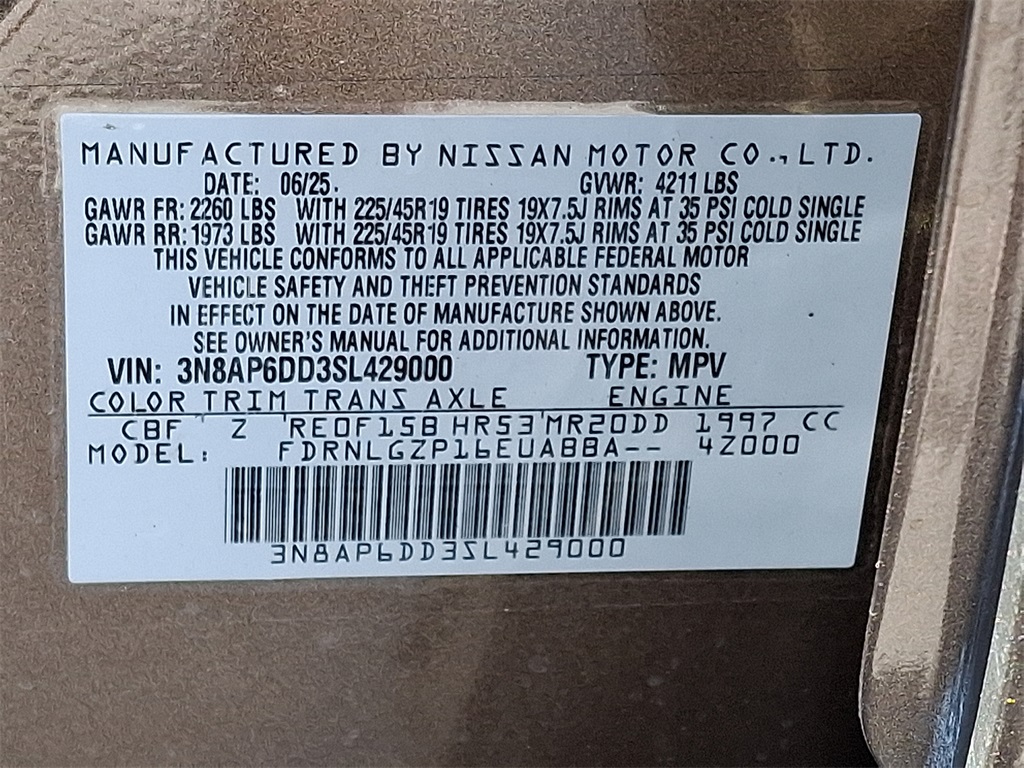 MANUFACTURED BY NISSAN MOTOR CO., LTD.
DATE: 06/25. GVWR: 4211 LBS
GAWR FR: 2260 LBS WITH 225/45R19 TIRES 19X7.5J RIMS AT 35 PSI COLD SINGLE
GAWR RR: 1973 LBS WITH 225/45R19 TIRES 19X7.5J RIMS AT 35 PSI COLD SINGLE
THIS VEHICLE CONFORMS TO ALL APPLICABLE FEDERAL MOTOR
VEHICLE SAFETY AND THEFT PREVENTION STANDARDS
IN EFFECT ON THE DATE OF MANUFACTURE SHOWN ABOVE.
SEE OWNER'S MANUAL FOR ADDITIONAL INFORMATION.
VIN: 3N8AP6DD3SL429000 TYPE: MPV
COLOR TRIM TRANS AXLE ENGINE
CBF Z RE0F15B HR53 MR20DD 1997 CC
MODEL: FDRNLGZP16EUABBA-- 4Z000
3N8AP6DD3SL429000